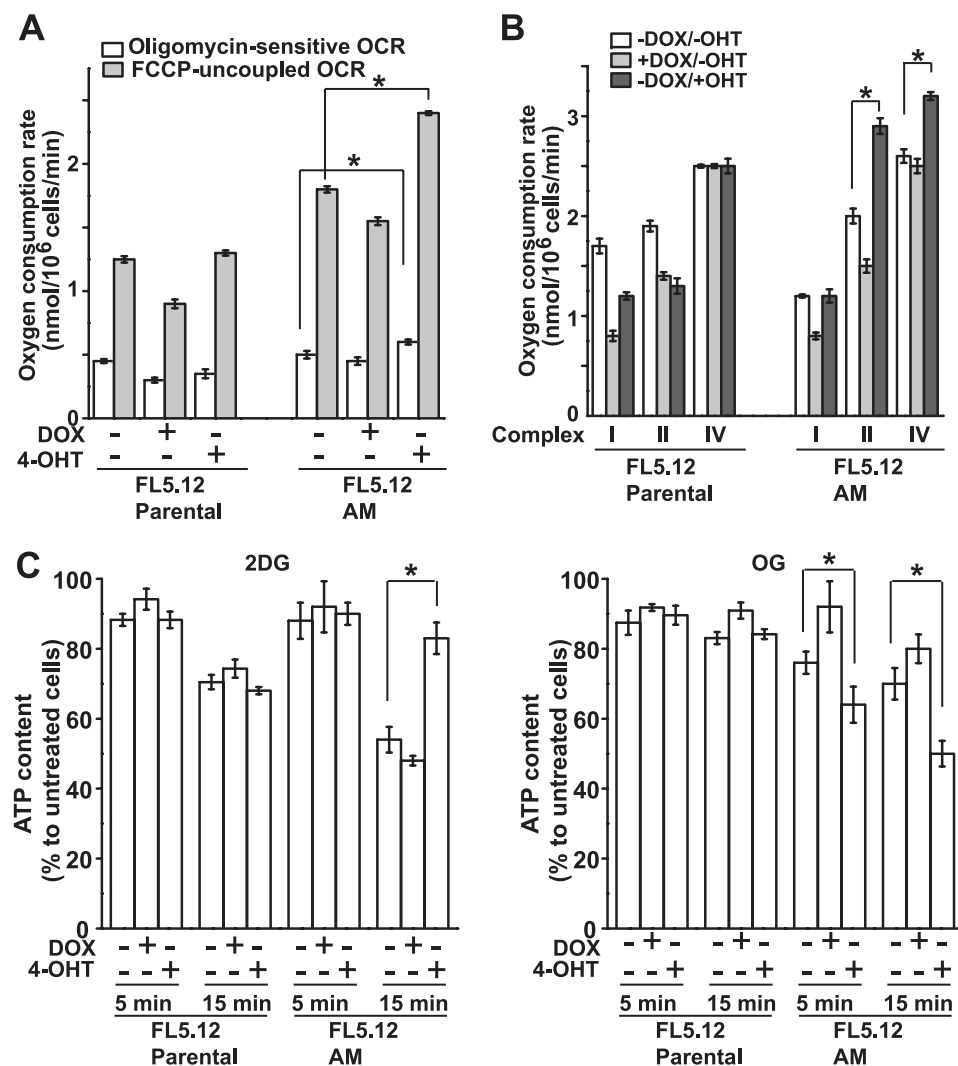 A
Oligomycin-sensitive OCR
FCCP-uncoupled OCR
Oxygen consumption rate
(nmol/10⁶ cells/min)
2
1
0
*
*
DOX - + - - + -
4-OHT - - + - - +
FL5.12 FL5.12
Parental AM
B
-DOX/-OHT
+DOX/-OHT
-DOX/+OHT
Oxygen consumption rate
(nmol/10⁶ cells/min)
3
2
1
0
*
*
Complex I II IV I II IV
FL5.12 FL5.12
Parental AM
C
2DG
ATP content
(% to untreated cells)
100
80
60
40
20
0
*
DOX - + - - + - - + - - + -
4-OHT - - + - - + - - + - - +
5 min 15 min 5 min 15 min
FL5.12 FL5.12
Parental AM
OG
ATP content
(% to untreated cells)
100
80
60
40
20
0
*
*
DOX - + - - + - - + - - + -
4-OHT - - + - - + - - + - - +
5 min 15 min 5 min 15 min
FL5.12 FL5.12
Parental AM